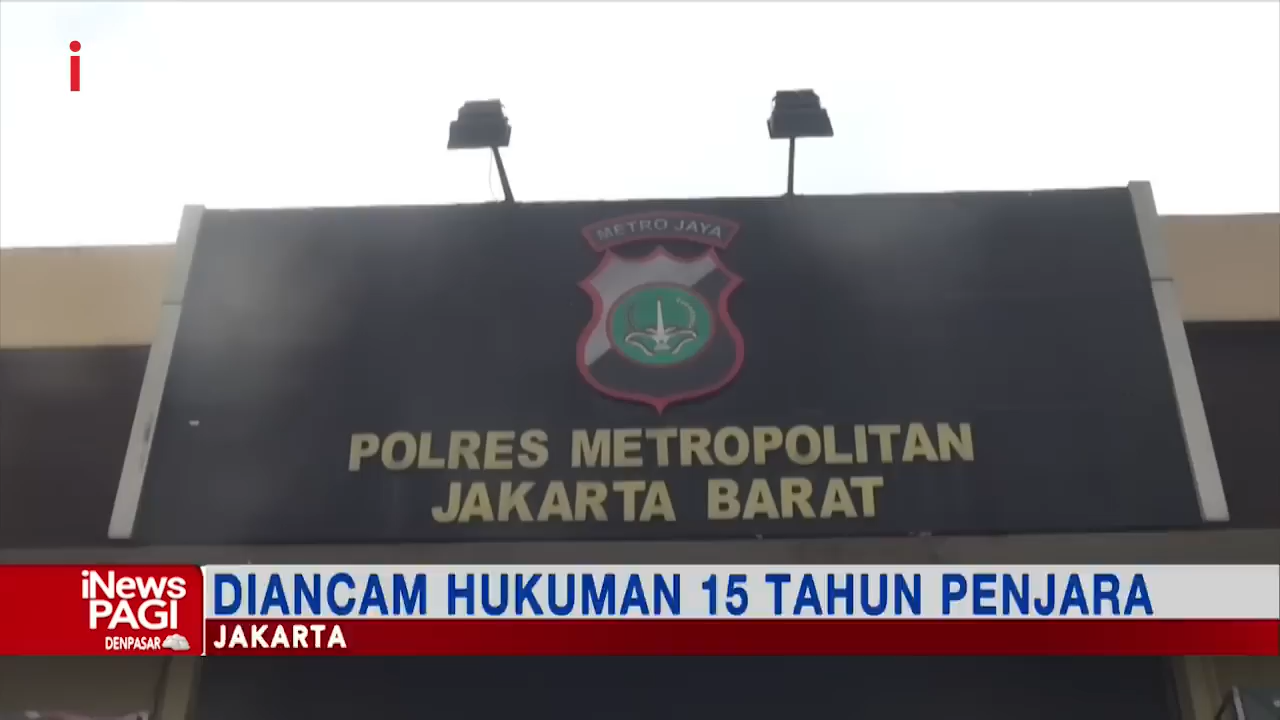 i
METRO JAYA
POLRES METROPOLITAN
JAKARTA BARAT
iNews
PAGI
DENPASAR
DIANCAM HUKUMAN 15 TAHUN PENJARA
JAKARTA